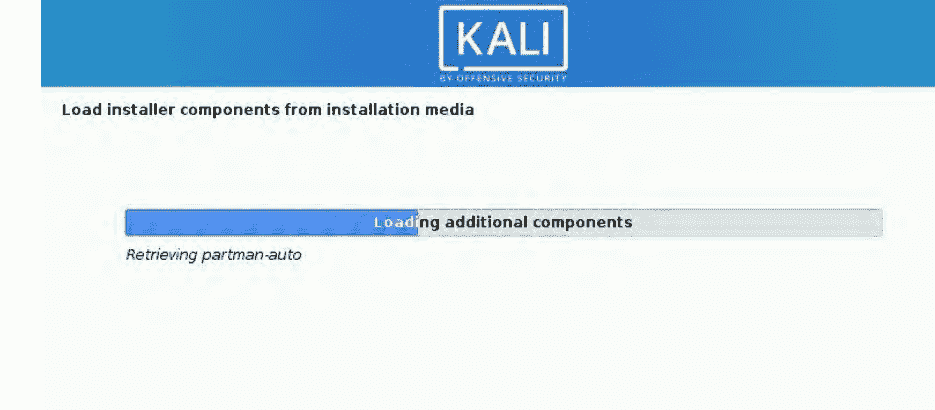 KALI
BY OFFENSIVE SECURITY
Load installer components from installation media
Loading additional components
Retrieving partman-auto